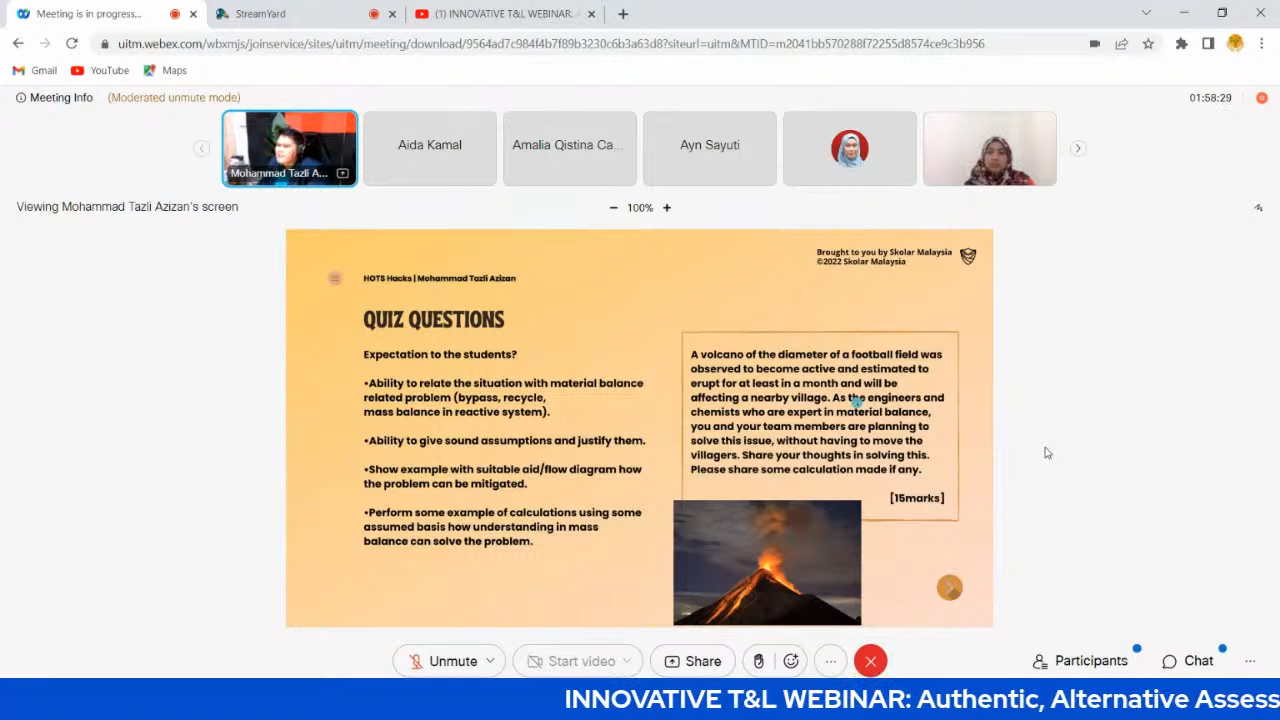 Meeting is in progress...
StreamYard
(1) INNOVATIVE T&L WEBINAR:
uitm.webex.com/wbxmjs/joinservice/sites/uitm/meeting/download/9564ad7c984f4b7f89b3230c6b3a63d8?siteurl=uitm&MTID=m2041bb570288f72255d8574ce9c3b956
Gmail
YouTube
Maps
Meeting Info
(Moderated unmute mode)
01:58:29
Mohammad Tazli A...
Aida Kamal
Amalia Qistina Ca...
Ayn Sayuti
Viewing Mohammad Tazli Azizan's screen
100%
Brought to you by Skolar Malaysia
©2022 Skolar Malaysia
HOTS Hacks | Mohammad Tazli Azizan
QUIZ QUESTIONS
Expectation to the students?
•Ability to relate the situation with material balance
related problem (bypass, recycle,
mass balance in reactive system).
•Ability to give sound assumptions and justify them.
•Show example with suitable aid/flow diagram how
the problem can be mitigated.
•Perform some example of calculations using some
assumed basis how understanding in mass
balance can solve the problem.
A volcano of the diameter of a football field was
observed to become active and estimated to
erupt for at least in a month and will be
affecting a nearby village. As the engineers and
chemists who are expert in material balance,
you and your team members are planning to
solve this issue, without having to move the
villagers. Share your thoughts in solving this.
Please share some calculation made if any.
[15marks]
Unmute
Start video
Share
Participants
Chat
INNOVATIVE T&L WEBINAR: Authentic, Alternative Assess